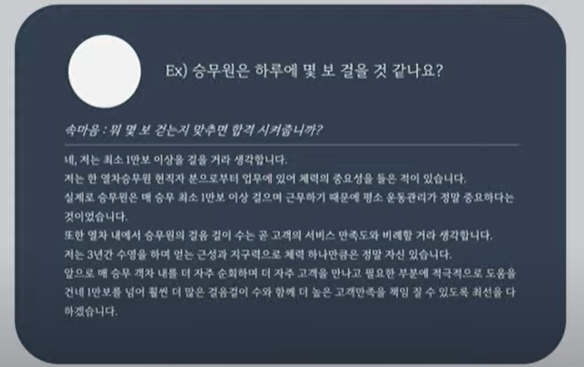 Ex) 승무원은 하루에 몇 보 걸을 것 같나요?
속마음 : 뭐 몇 보 걷는지 맞추면 합격 시켜줍니까?
네, 저는 최소 1만보 이상을 걸을 거라 생각합니다.
저는 한 열차승무원 현직자 분으로부터 업무에 있어 체력의 중요성을 들은 적이 있습니다.
실제로 승무원은 매 승무 최소 1만보 이상 걸으며 근무하기 때문에 평소 운동관리가 정말 중요하다는
것이었습니다.
또한 열차 내에서 승무원의 걸음 걸이 수는 곧 고객의 서비스 만족도와 비례할 거라 생각합니다.
저는 3년간 수영을 하며 얻는 근성과 지구력으로 체력 하나만큼은 정말 자신 있습니다.
앞으로 매 승무 객차 내를 더 자주 순회하며 더 자주 고객을 만나고 필요한 부분에 적극적으로 도움을
건네 1만보를 넘어 훨씬 더 많은 걸음걸이 수와 함께 더 높은 고객만족을 책임 질 수 있도록 최선을 다
하겠습니다.